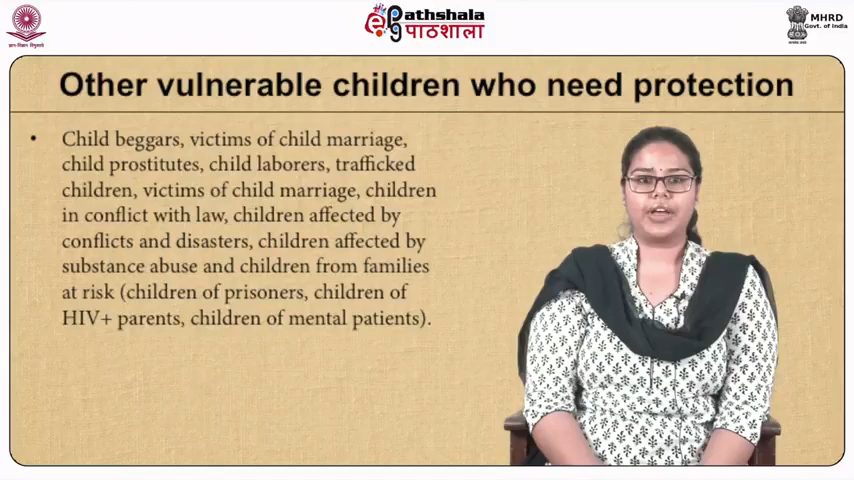 ePathshala
पाठशाला
MHRD
Govt. of India
Other vulnerable children who need protection
• Child beggars, victims of child marriage,
child prostitutes, child laborers, trafficked
children, victims of child marriage, children
in conflict with law, children affected by
conflicts and disasters, children affected by
substance abuse and children from families
at risk (children of prisoners, children of
HIV+ parents, children of mental patients).